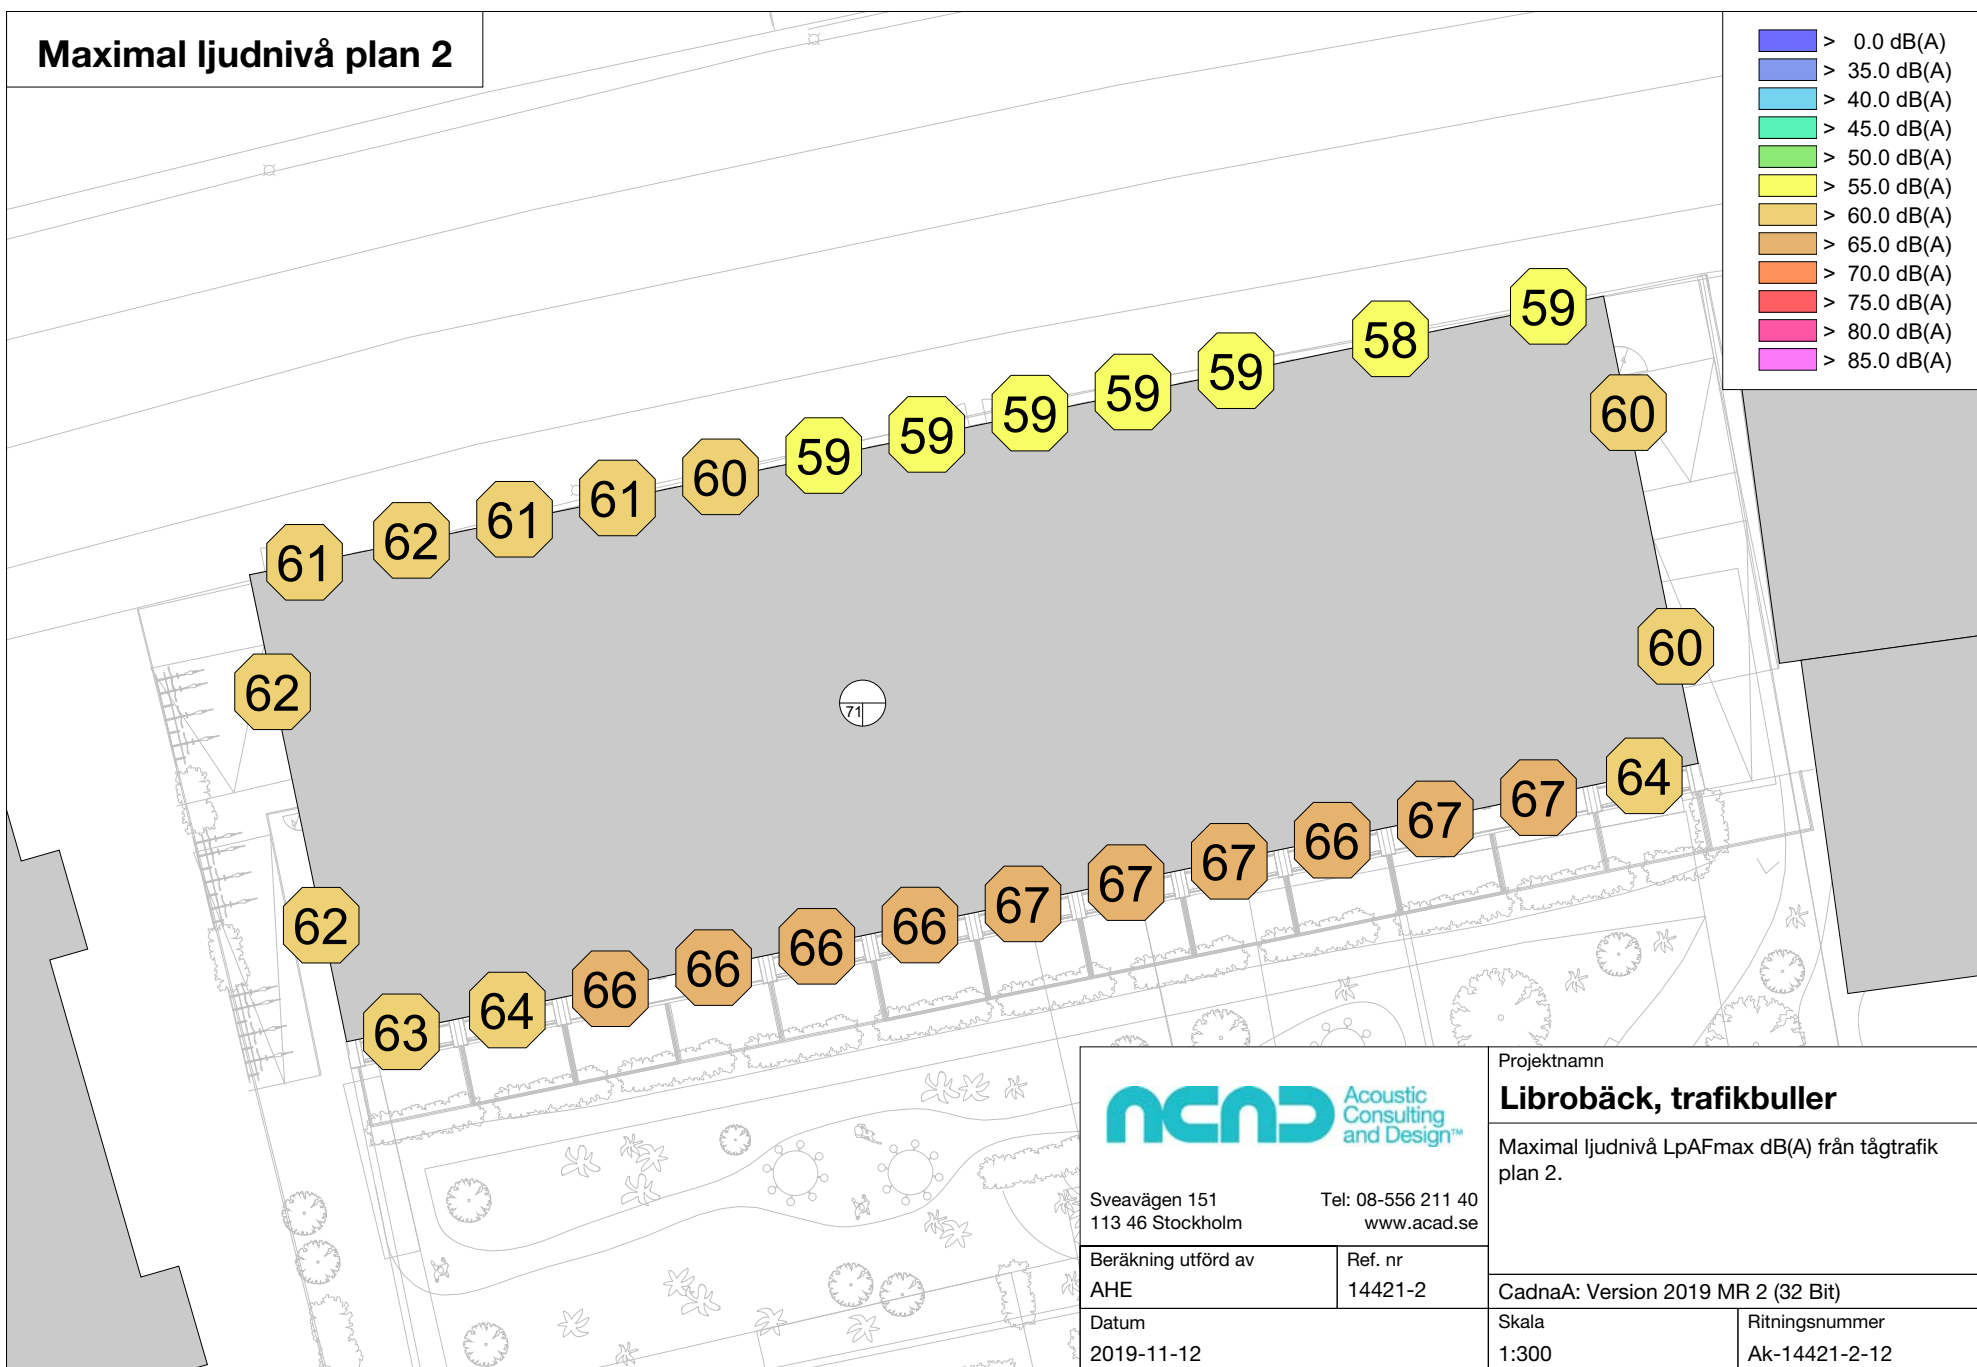 Maximal ljudnivå plan 2
> 0.0 dB(A)
> 35.0 dB(A)
> 40.0 dB(A)
> 45.0 dB(A)
> 50.0 dB(A)
> 55.0 dB(A)
> 60.0 dB(A)
> 65.0 dB(A)
> 70.0 dB(A)
> 75.0 dB(A)
> 80.0 dB(A)
> 85.0 dB(A)
61
62
61
61
60
59
59
59
59
59
58
59
60
60
62
62
71
63
64
66
66
66
66
67
67
67
66
67
67
64
ACAD
Acoustic
Consulting
and Design™
Sveavägen 151
113 46 Stockholm
Tel: 08-556 211 40
www.acad.se
Projektnamn
Librobäck, trafikbuller
Maximal ljudnivå LpAFmax dB(A) från tågtrafik
plan 2.
Beräkning utförd av
AHE
Ref. nr
14421-2
CadnaA: Version 2019 MR 2 (32 Bit)
Datum
2019-11-12
Skala
1:300
Ritningsnummer
Ak-14421-2-12